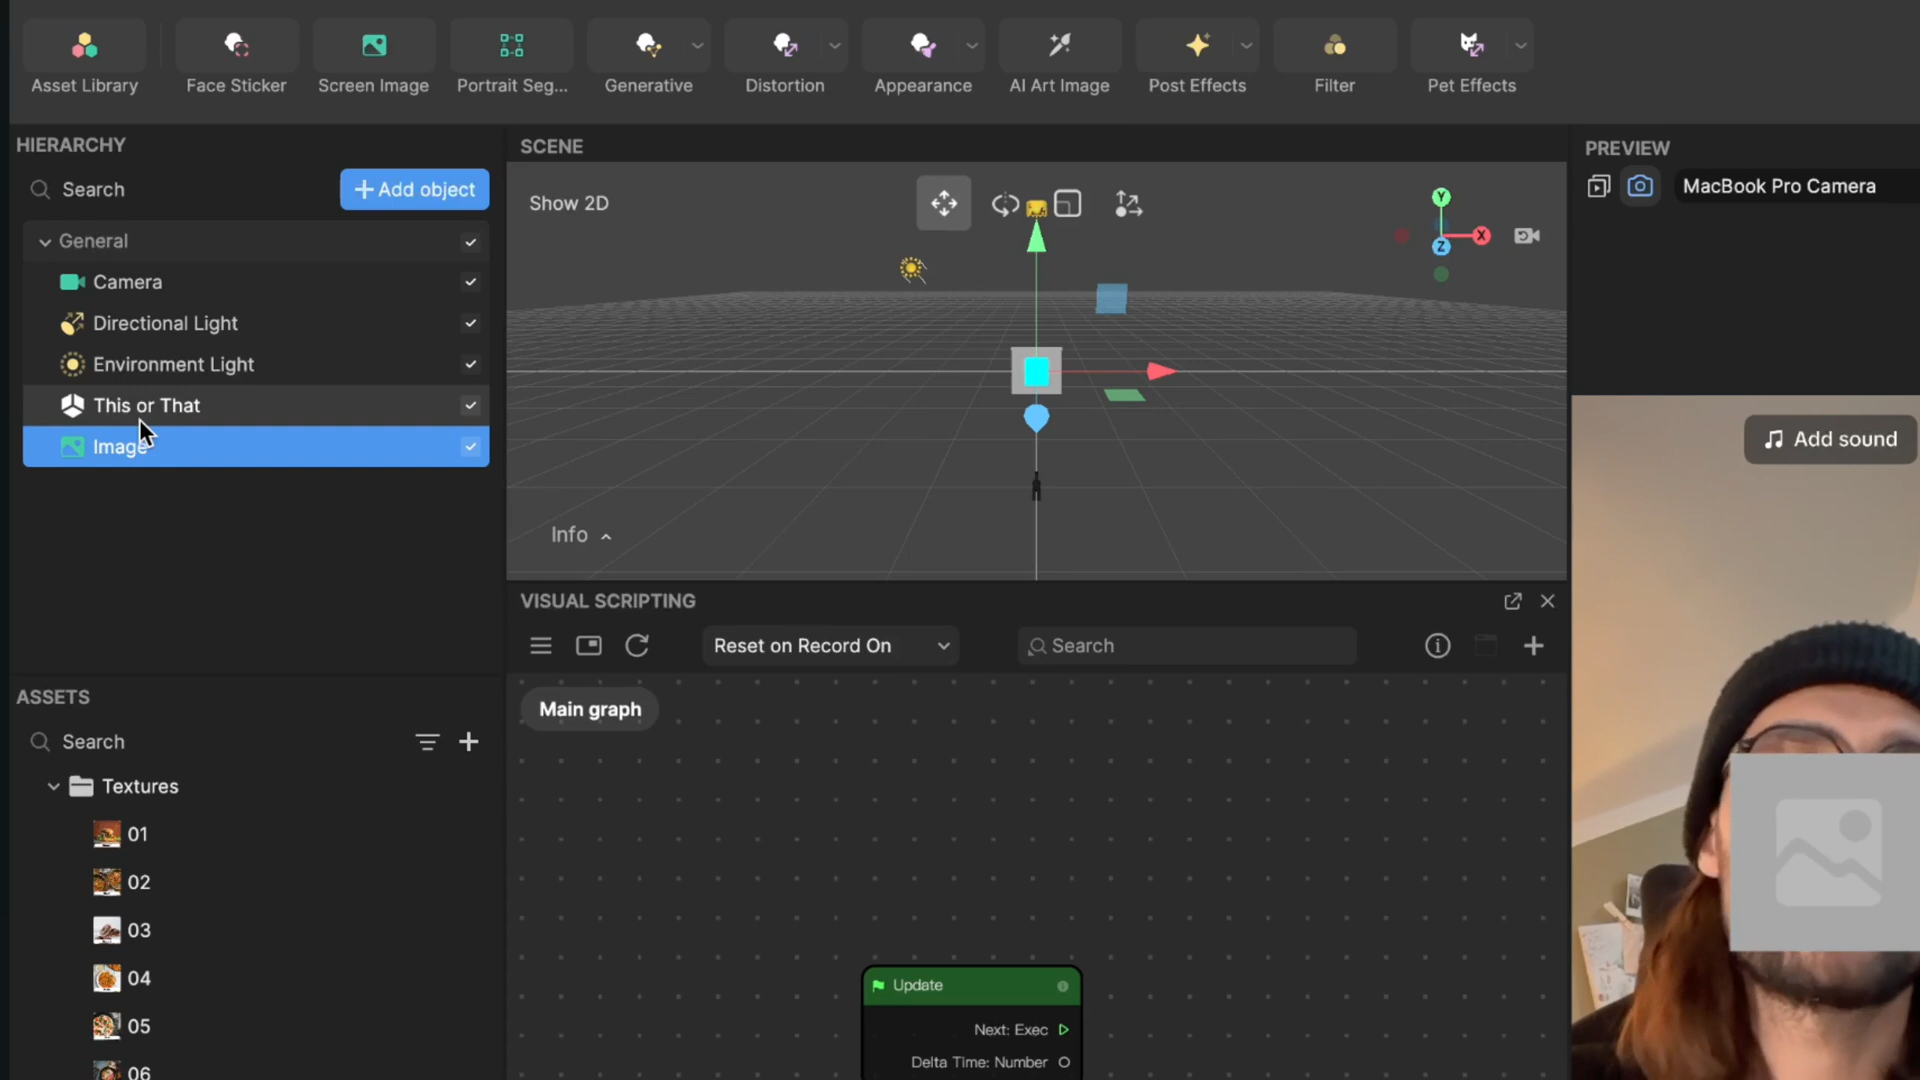 Asset Library
Face Sticker
Screen Image
Portrait Seg...
Generative
Distortion
Appearance
AI Art Image
Post Effects
Filter
Pet Effects
HIERARCHY
Search
+ Add object
General
Camera
Directional Light
Environment Light
This or That
Image
SCENE
Show 2D
Y
X
Z
Info
PREVIEW
MacBook Pro Camera
Add sound
VISUAL SCRIPTING
Reset on Record On
Search
Main graph
Update
Next: Exec
Delta Time: Number
ASSETS
Search
Textures
01
02
03
04
05
06